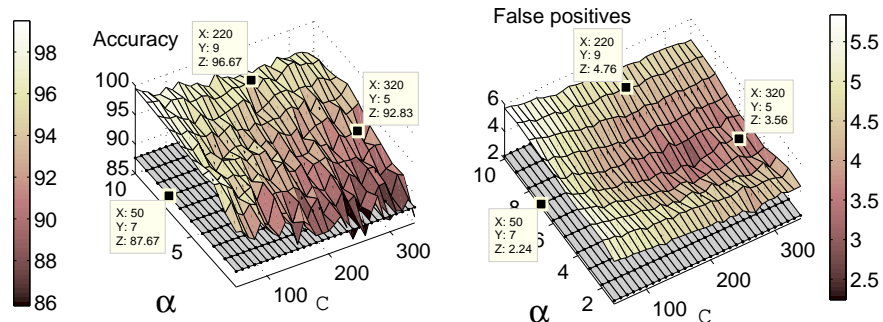 Accuracy
False positives
98
96
94
92
90
88
86
100
95
90
85
10
5
α
100
200
300
C
X: 220
Y: 9
Z: 96.67
X: 320
Y: 5
Z: 92.83
X: 50
Y: 7
Z: 87.67
6
4
2
10
8
6
4
2
α
100
200
300
C
X: 220
Y: 9
Z: 4.76
X: 320
Y: 5
Z: 3.56
X: 50
Y: 7
Z: 2.24
5.5
5
4.5
4
3.5
3
2.5